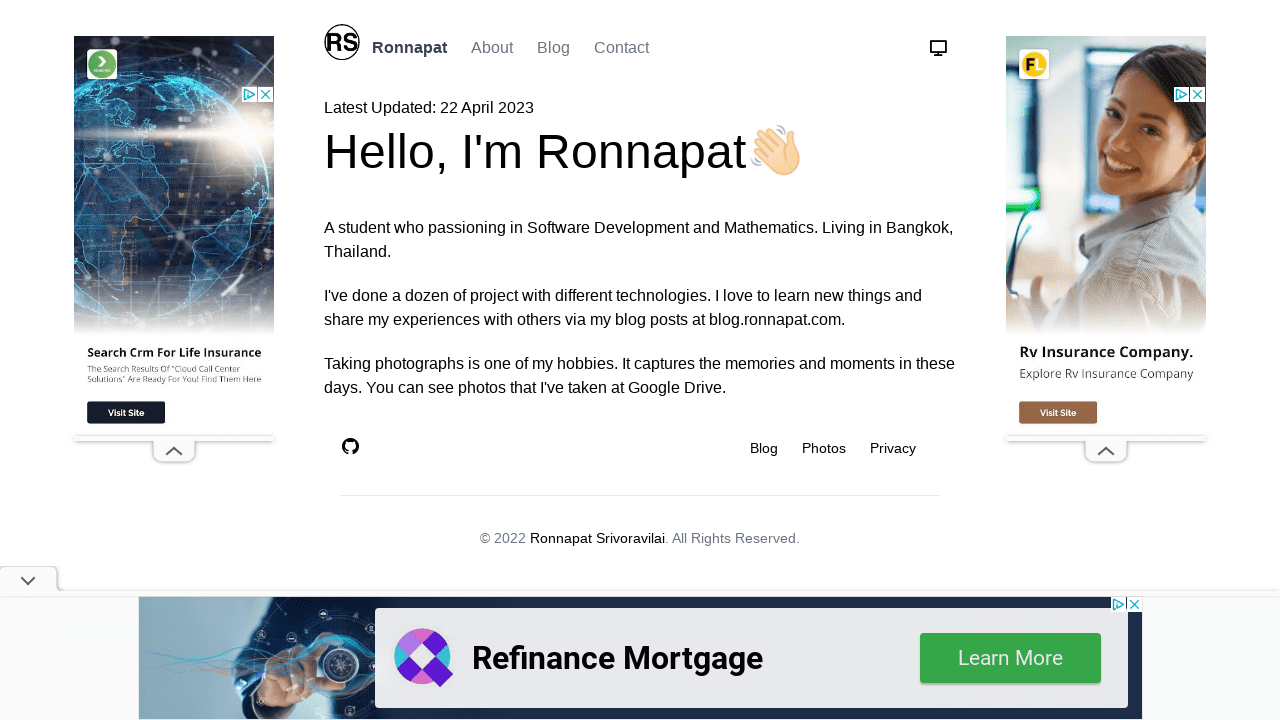 RS
Ronnapat About Blog Contact
Latest Updated: 22 April 2023
Hello, I'm Ronnapat👋🏻
A student who passioning in Software Development and Mathematics. Living in Bangkok,
Thailand.
I've done a dozen of project with different technologies. I love to learn new things and
share my experiences with others via my blog posts at blog.ronnapat.com.
Taking photographs is one of my hobbies. It captures the memories and moments in these
days. You can see photos that I've taken at Google Drive.
Blog Photos Privacy
© 2022 Ronnapat Srivoravilai. All Rights Reserved.
Search Crm For Life Insurance
The Search Results Of "Cloud Call Center
Solutions" Are Ready For You! Find Them Here
Visit Site
FL
Rv Insurance Company.
Explore Rv Insurance Company
Visit Site
Refinance Mortgage
Learn More